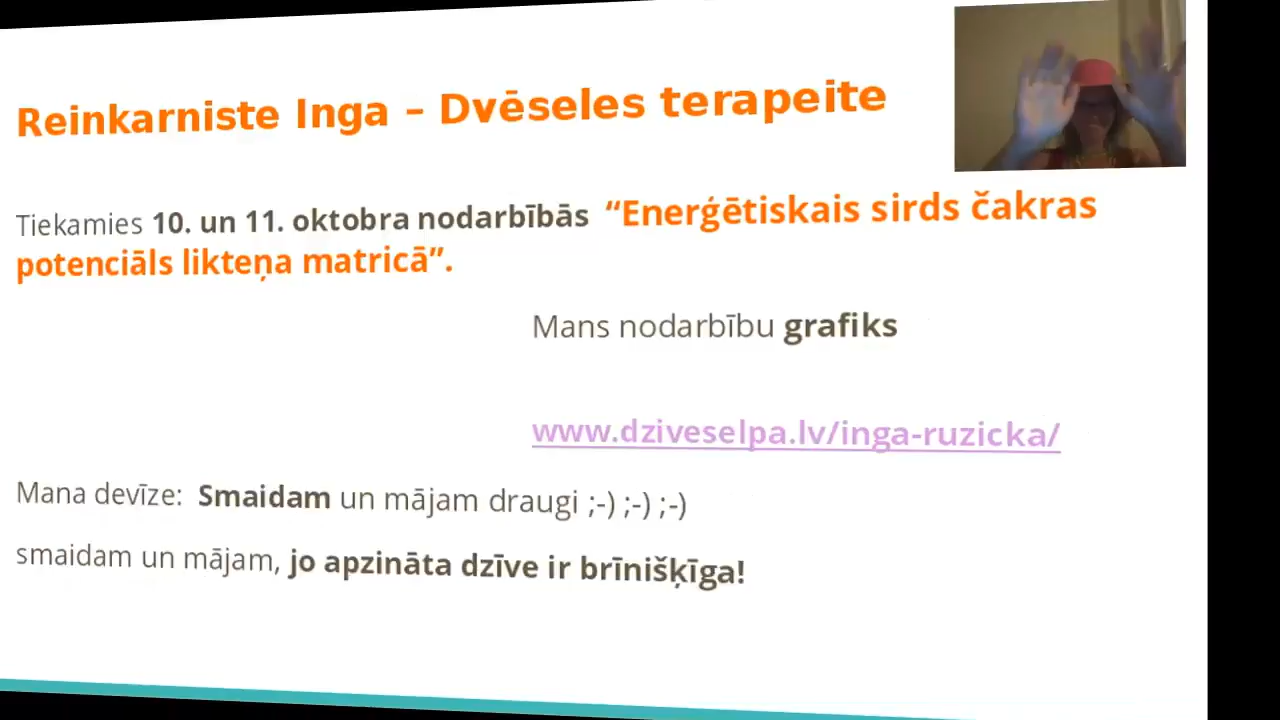 Reinkarniste Inga – Dvēseles terapeite
Tiekamies 10. un 11. oktobra nodarbībās “Enerģētiskais sirds čakras
potenciāls likteņa matricā”.
Mans nodarbību grafiks
www.dziveselpa.lv/inga-ruzicka/
Mana devīze: Smaidam un mājam draugi ;-) ;-) ;-)
smaidam un mājam, jo apzināta dzīve ir brīnišķīga!